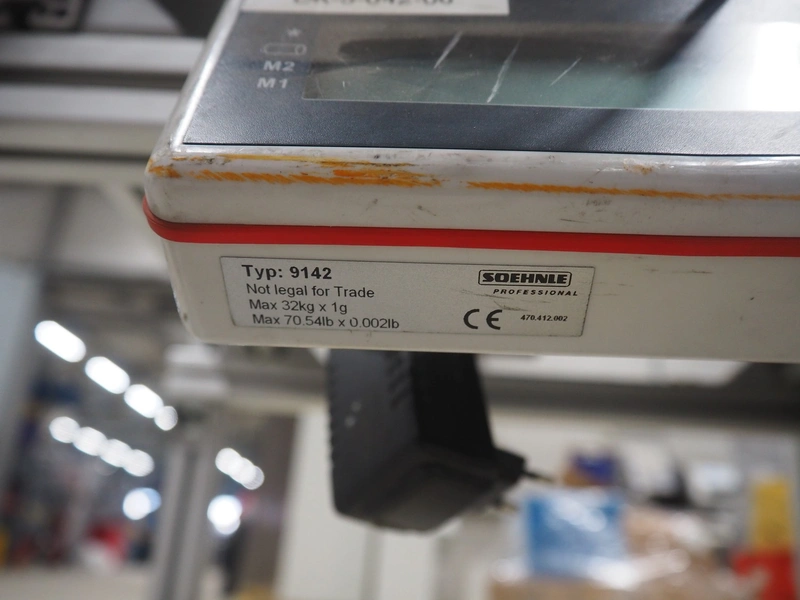 M2
M1
Typ: 9142
Not legal for Trade
Max 32kg x 1g
Max 70.54lb x 0.002lb
SOEHNLE
PROFESSIONAL
CE
470.412.002